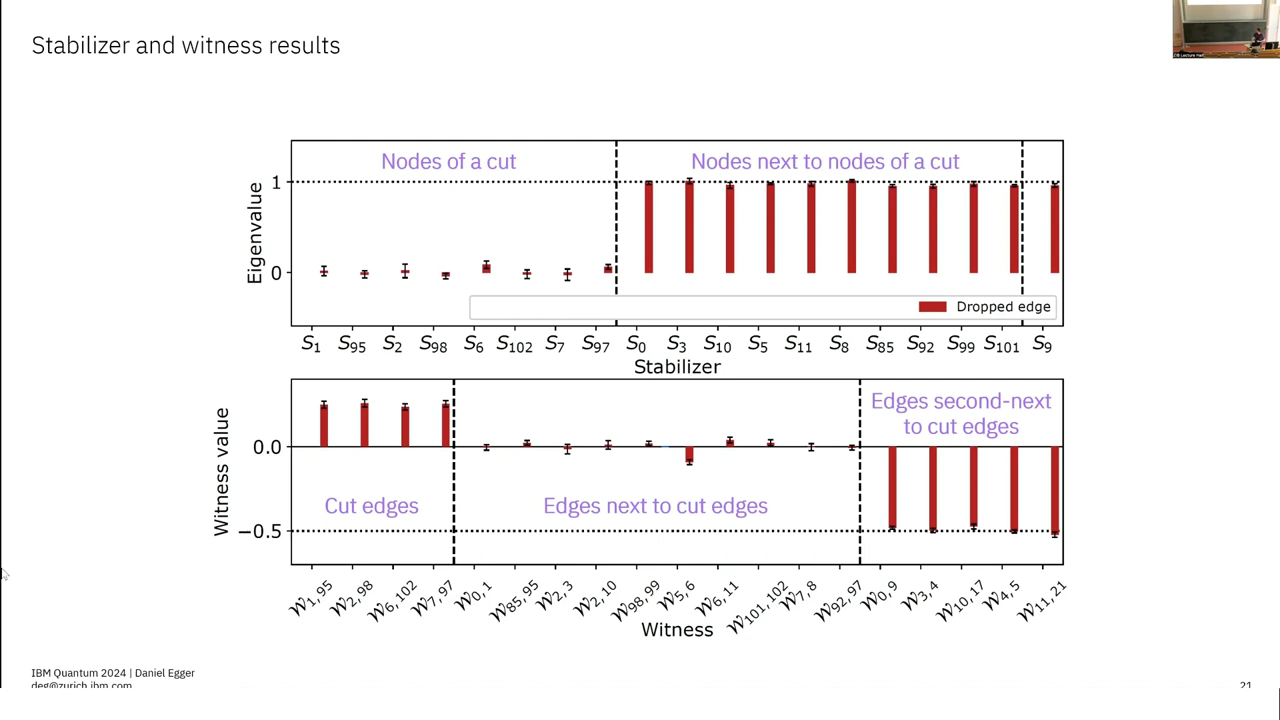 Stabilizer and witness results
Nodes of a cut
Nodes next to nodes of a cut
Eigenvalue
1
0
Dropped edge
S1 S95 S2 S98 S6 S102 S7 S97 S0 S3 S10 S5 S11 S8 S85 S92 S99 S101 S9
Stabilizer
Witness value
0.0
−0.5
Edges second-next
to cut edges
Cut edges
Edges next to cut edges
𝒲1,95 𝒲2,98 𝒲6,102 𝒲7,97 𝒲0,1 𝒲85,95 𝒲2,3 𝒲2,10 𝒲98,99 𝒲5,6 𝒲6,11 𝒲101,102 𝒲7,8 𝒲92,97 𝒲0,9 𝒲3,4 𝒲10,17 𝒲4,5 𝒲11,21
Witness
IBM Quantum 2024 | Daniel Egger
deg@zurich.ibm.com
21